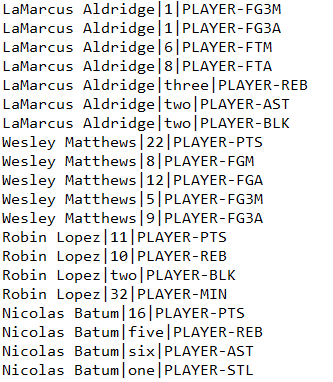 LaMarcus Aldridge|1|PLAYER-FG3M
LaMarcus Aldridge|1|PLAYER-FG3A
LaMarcus Aldridge|6|PLAYER-FTM
LaMarcus Aldridge|8|PLAYER-FTA
LaMarcus Aldridge|three|PLAYER-REB
LaMarcus Aldridge|two|PLAYER-AST
LaMarcus Aldridge|two|PLAYER-BLK
Wesley Matthews|22|PLAYER-PTS
Wesley Matthews|8|PLAYER-FGM
Wesley Matthews|12|PLAYER-FGA
Wesley Matthews|5|PLAYER-FG3M
Wesley Matthews|9|PLAYER-FG3A
Robin Lopez|11|PLAYER-PTS
Robin Lopez|10|PLAYER-REB
Robin Lopez|two|PLAYER-BLK
Robin Lopez|32|PLAYER-MIN
Nicolas Batum|16|PLAYER-PTS
Nicolas Batum|five|PLAYER-REB
Nicolas Batum|six|PLAYER-AST
Nicolas Batum|one|PLAYER-STL